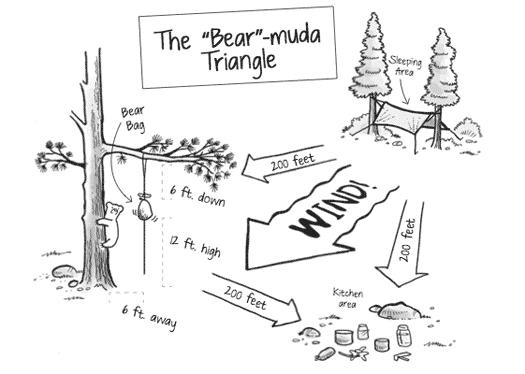 The "Bear"-muda
Triangle
Sleeping
Area
Bear
Bag
200 feet
6 ft. down
WIND!
200 feet
12 ft. high
200 feet
Kitchen
area
6 ft. away